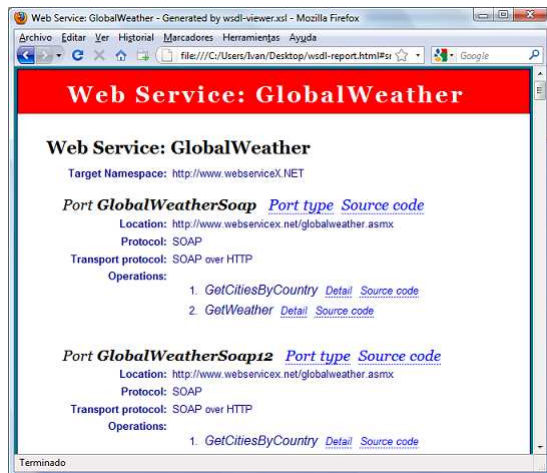 Web Service: GlobalWeather - Generated by wsdl-viewer.xsl - Mozilla Firefox
Archivo Editar Ver Historial Marcadores Herramientas Ayuda
file:///C:/Users/Ivan/Desktop/wsdl-report.html#sr Google
Web Service: GlobalWeather
Web Service: GlobalWeather
Target Namespace: http://www.webserviceX.NET
Port GlobalWeatherSoap Port type Source code
Location: http://www.webservicex.net/globalweather.asmx
Protocol: SOAP
Transport protocol: SOAP over HTTP
Operations:
1. GetCitiesByCountry Detail Source code
2. GetWeather Detail Source code
Port GlobalWeatherSoap12 Port type Source code
Location: http://www.webservicex.net/globalweather.asmx
Protocol: SOAP
Transport protocol: SOAP over HTTP
Operations:
1. GetCitiesByCountry Detail Source code
Terminado